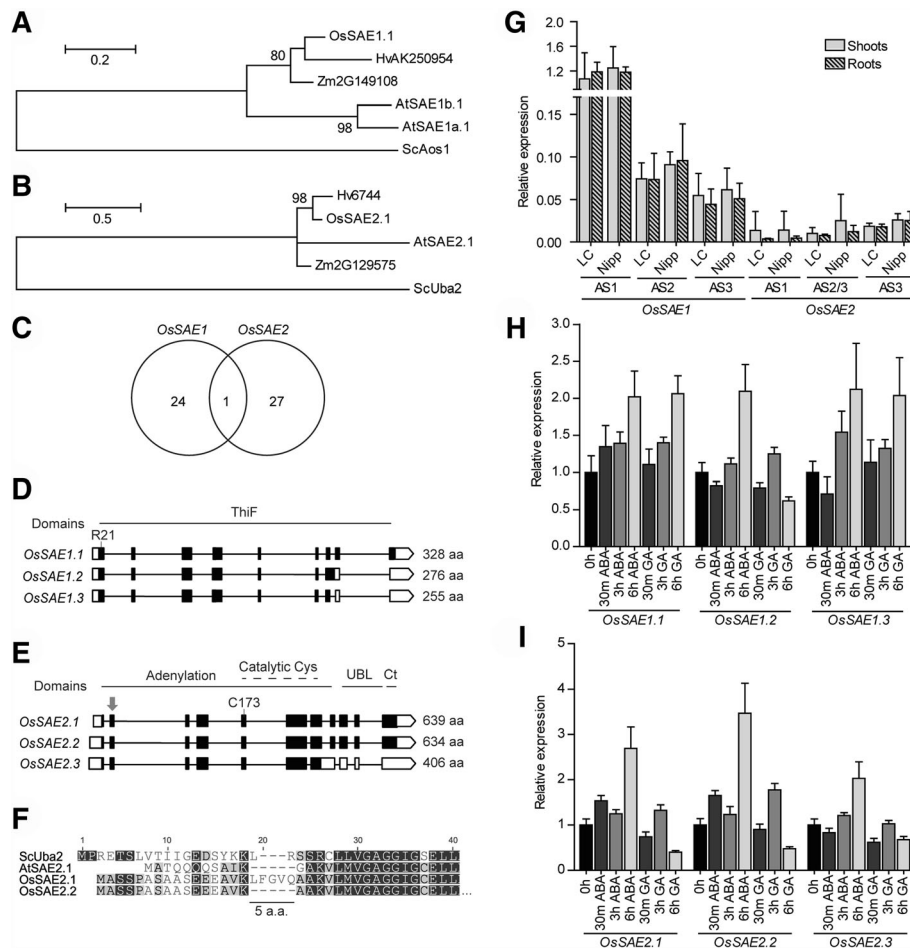 A
0.2
80
98
OsSAE1.1
HvAK250954
Zm2G149108
AtSAE1b.1
AtSAE1a.1
ScAos1
B
0.5
98
Hv6744
OsSAE2.1
AtSAE2.1
Zm2G129575
ScUba2
C
OsSAE1 OsSAE2
24 1 27
D
Domains ThiF
R21
OsSAE1.1 328 aa
OsSAE1.2 276 aa
OsSAE1.3 255 aa
E
Catalytic Cys
Domains Adenylation UBL Ct
C173
OsSAE2.1 639 aa
OsSAE2.2 634 aa
OsSAE2.3 406 aa
F
1 10 20 30 40
ScUba2 MPRETSLVTIIGEDSYKKL---RSSRCLLVGAGGIGSELL
AtSAE2.1 MATQQQQSAIK-----GAKVLMVGAGGIGCELL
OsSAE2.1 MASSPASAASEEEAVKLFGVQAAKVLMVGAGGIGCELL
OsSAE2.2 MASSPASAASEEEAVK-----AAKVLMVGAGGIGCELL...
5 a.a.
G
Relative expression
2.0
1.6
1.2
0.15
0.10
0.05
0.00
Shoots
Roots
LC Nipp LC Nipp LC Nipp LC Nipp LC Nipp LC Nipp
AS1 AS2 AS3 AS1 AS2/3 AS3
OsSAE1 OsSAE2
H
Relative expression
3.0
2.5
2.0
1.5
1.0
0.5
0.0
0h 30m ABA 3h ABA 6h ABA 30m GA 3h GA 6h GA 0h 30m ABA 3h ABA 6h ABA 30m GA 3h GA 6h GA 0h 30m ABA 3h ABA 6h ABA 30m GA 3h GA 6h GA
OsSAE1.1 OsSAE1.2 OsSAE1.3
I
Relative expression
5
4
3
2
1
0
0h 30m ABA 3h ABA 6h ABA 30m GA 3h GA 6h GA 0h 30m ABA 3h ABA 6h ABA 30m GA 3h GA 6h GA 0h 30m ABA 3h ABA 6h ABA 30m GA 3h GA 6h GA
OsSAE2.1 OsSAE2.2 OsSAE2.3